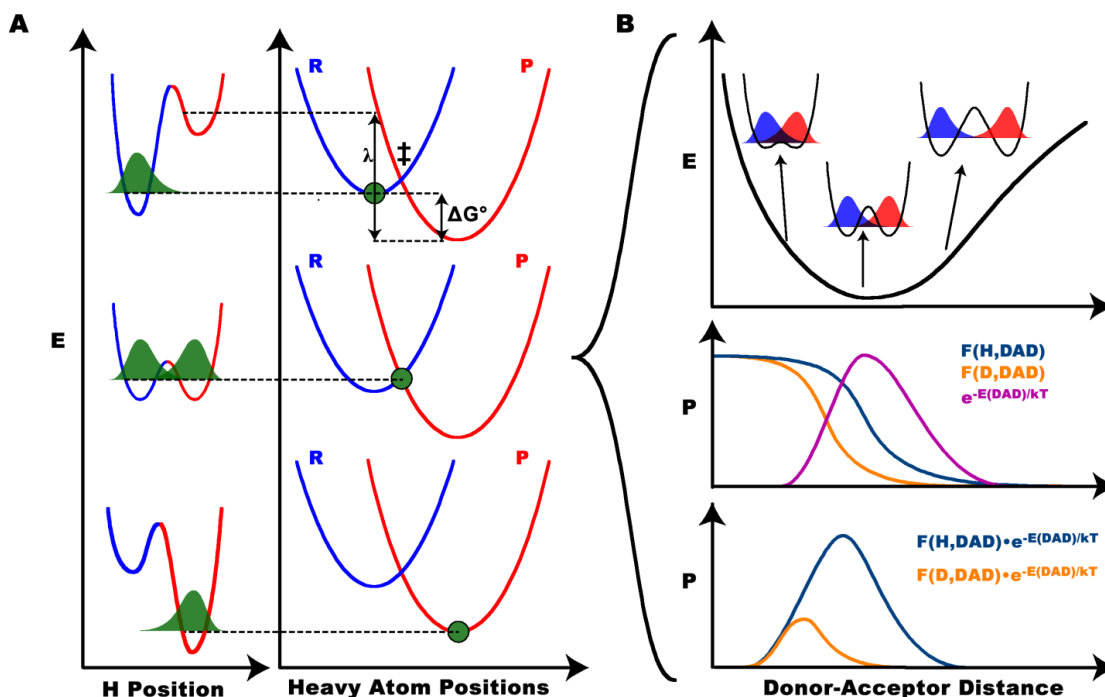 A
B
R
P
λ
‡
ΔG°
R
P
E
R
P
H Position
Heavy Atom Positions
E
P
F(H,DAD)
F(D,DAD)
e-E(DAD)/kT
P
F(H,DAD)•e-E(DAD)/kT
F(D,DAD)•e-E(DAD)/kT
Donor-Acceptor Distance